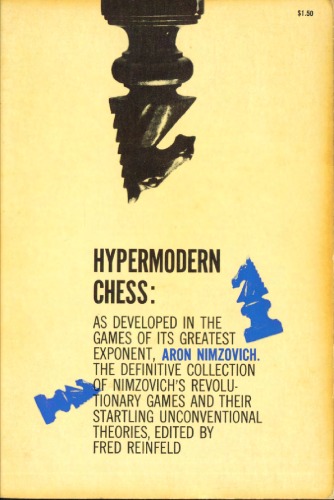 $1.50
HYPERMODERN
CHESS:
AS DEVELOPED IN THE
GAMES OF ITS GREATEST
EXPONENT, ARON NIMZOVICH.
THE DEFINITIVE COLLECTION
OF NIMZOVICH'S REVOLU-
TIONARY GAMES AND THEIR
STARTLING UNCONVENTIONAL
THEORIES, EDITED BY
FRED REINFELD